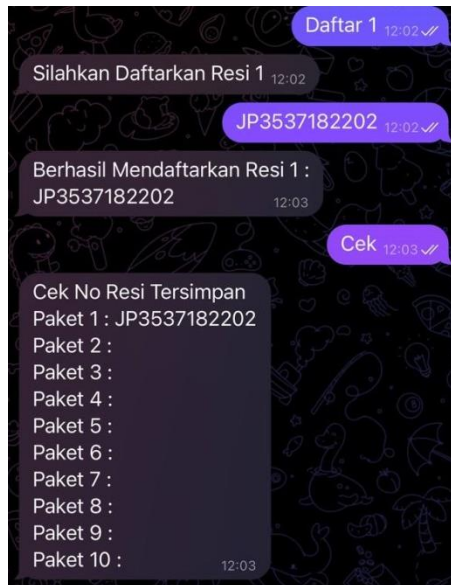 Daftar 1 12:02
Silahkan Daftarkan Resi 1 12:02
JP3537182202 12:02
Berhasil Mendaftarkan Resi 1 :
JP3537182202 12:03
Cek 12:03
Cek No Resi Tersimpan
Paket 1 : JP3537182202
Paket 2 :
Paket 3 :
Paket 4 :
Paket 5 :
Paket 6 :
Paket 7 :
Paket 8 :
Paket 9 :
Paket 10 : 12:03